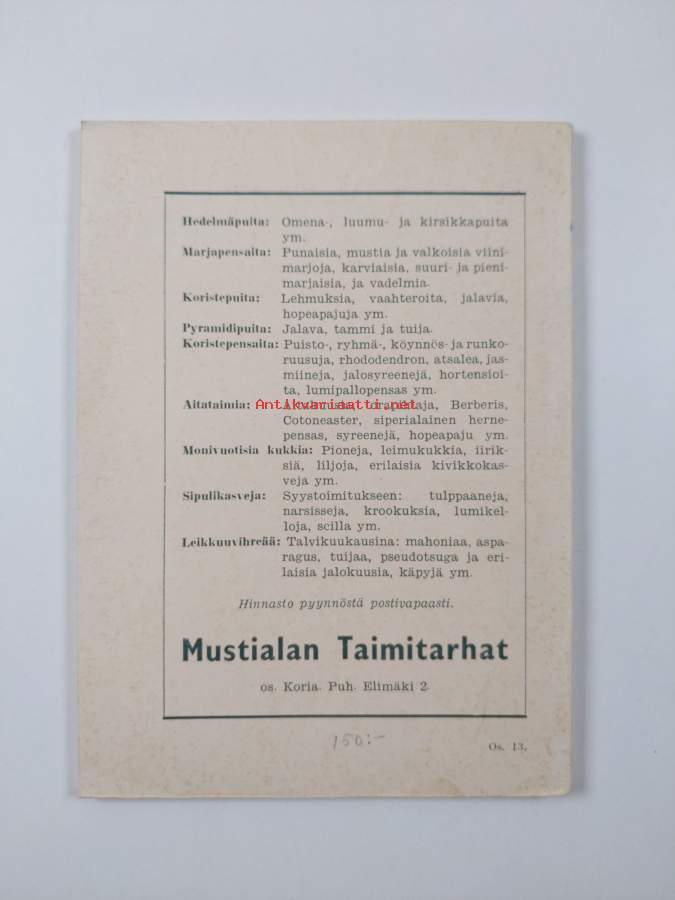 Hedelmäpuita: Omena-, luumu- ja kirsikkapuita
ym.
Marjapensaita: Punaisia, mustia ja valkoisia viini-
marjoja, karviaisia, suuri- ja pieni-
marjaisia, ja vadelmia.
Koristepuita: Lehmuksia, vaahteroita, jalavia,
hopeapajuja ym.
Pyramidipuita: Jalava, tammi ja tuija.
Koristepensaita: Puisto-, ryhmä-, köynnös- ja runko-
ruusuja, rhododendron, atsalea, jas-
miineja, jalosyreenejä, hortensioi-
ta, lumipallopensas ym.
Antikvariaatti.net
Aitataimia: Berberis,
Cotoneaster, siperialainen herne-
pensas, syreenejä, hopeapaju ym.
Monivuotisia kukkia: Pioneja, leimukukkia, iirik-
siä, liljoja, erilaisia kivikkokas-
veja ym.
Sipulikasveja: Syystoimitukseen: tulppaaneja,
narsisseja, krookuksia, lumikel-
loja, scilla ym.
Leikkuuvihreää: Talvikuukausina: mahoniaa, aspa-
ragus, tuijaa, pseudotsuga ja eri-
laisia jalokuusia, käpyjä ym.
Hinnasto pyynnöstä postivapaasti.
Mustialan Taimitarhat
os. Koria. Puh. Elimäki 2.
150:-
Os. 13.